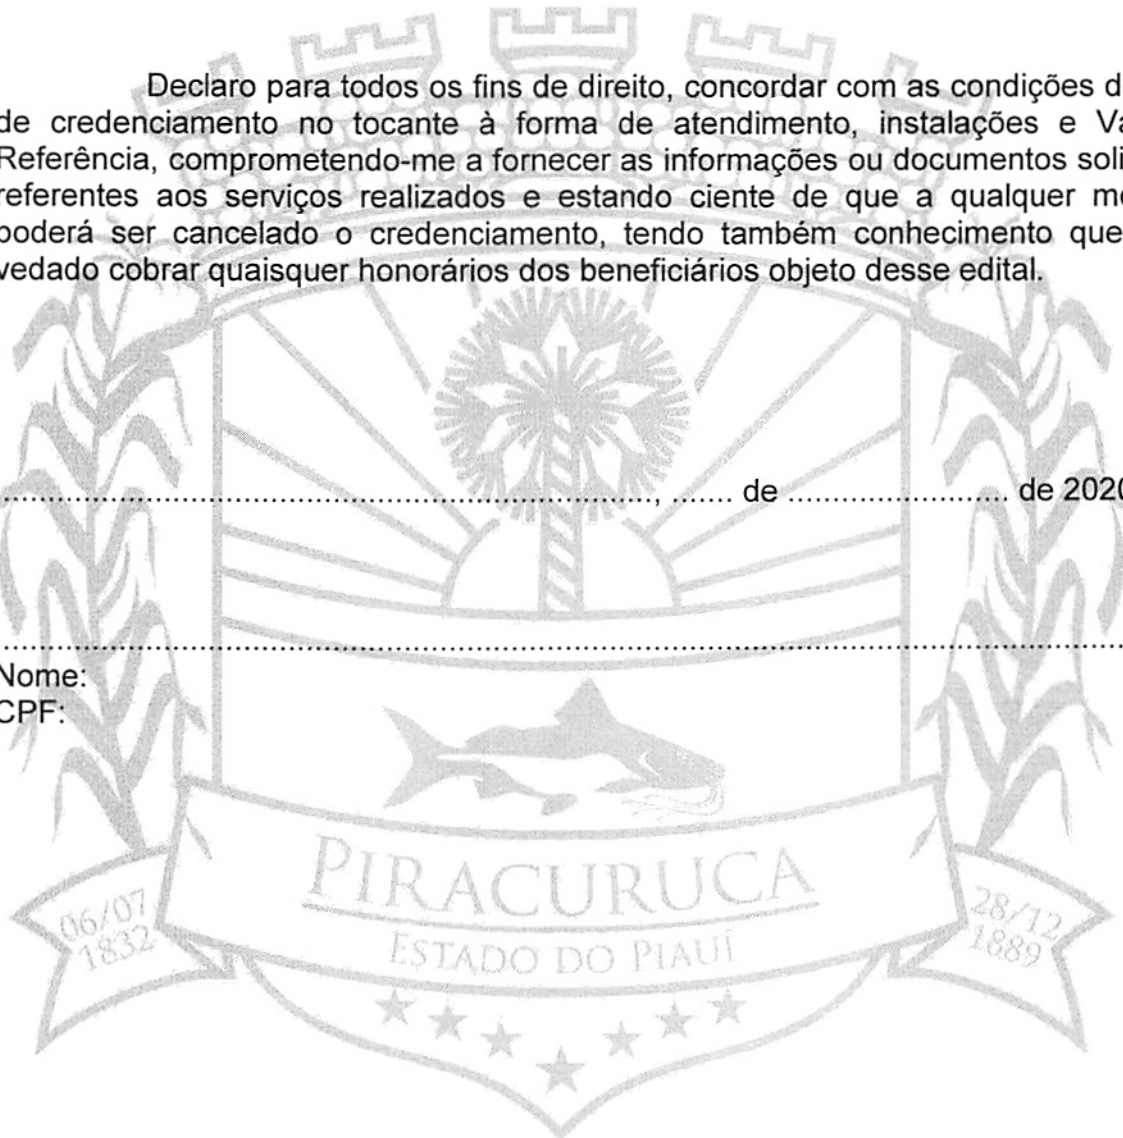 Declaro para todos os fins de direito, concordar com as condições
de credenciamento no tocante à forma de atendimento, instalações e
Referência, comprometendo-me a fornecer as informações ou documentos
referentes aos serviços realizados e estando ciente de que a qualquer
poderá ser cancelado o credenciamento, tendo também conhecimento que
vedado cobrar quaisquer honorários dos beneficiários objeto desse edital.
......................................................................................, ....... de ............................ de 2020
..........................................................................................................................................
Nome:
CPF:
PIRACURUCA
06/07
1832
28/12
1889
ESTADO DO PIAUÍ